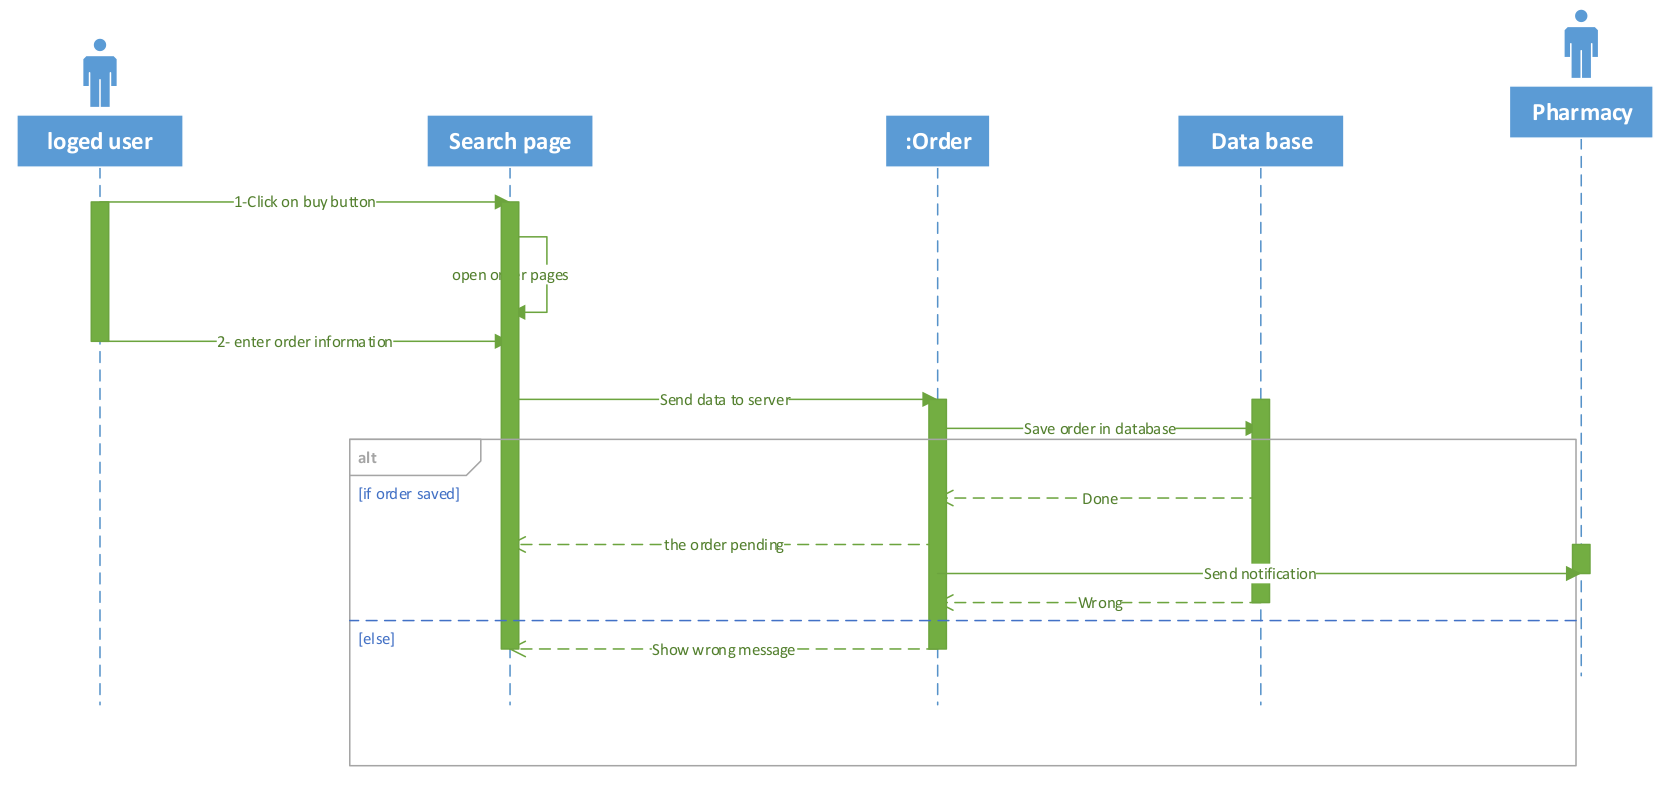 Pharmacy
loged user
Search page
:Order
Data base
1-Click on buy button
open order pages
2- enter order information
Send data to server
Save order in database
alt
[if order saved]
Done
the order pending
Send notification
Wrong
[else]
Show wrong message